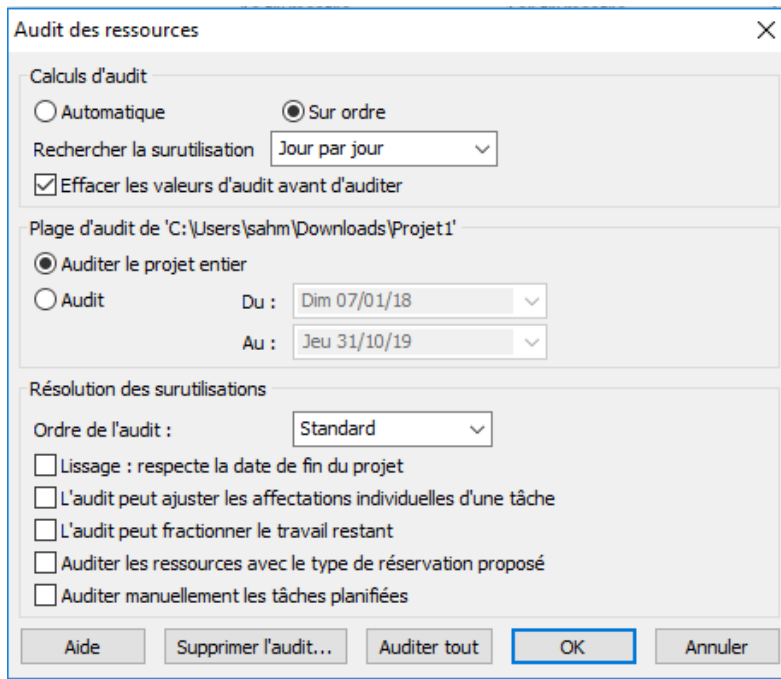 Audit des ressources
Calculs d'audit
Automatique Sur ordre
Rechercher la surutilisation Jour par jour
Effacer les valeurs d'audit avant d'auditer
Plage d'audit de 'C:\Users\sahm\Downloads\Projet1'
Auditer le projet entier
Audit Du : Dim 07/01/18
Au : Jeu 31/10/19
Résolution des surutilisations
Ordre de l'audit : Standard
Lissage : respecte la date de fin du projet
L'audit peut ajuster les affectations individuelles d'une tâche
L'audit peut fractionner le travail restant
Auditer les ressources avec le type de réservation proposé
Auditer manuellement les tâches planifiées
Aide Supprimer l'audit... Auditer tout OK Annuler